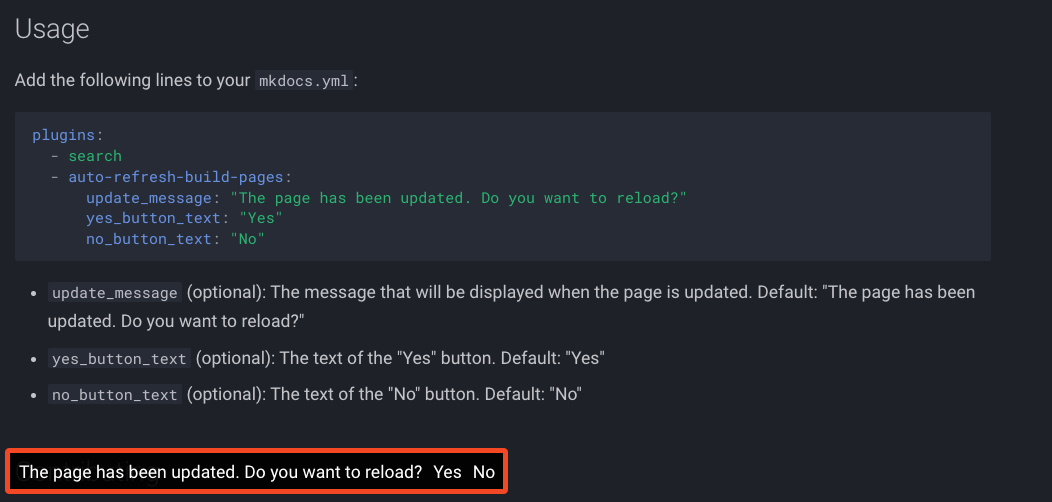 Usage
Add the following lines to your mkdocs.yml:
plugins:
  - search
  - auto-refresh-build-pages:
      update_message: "The page has been updated. Do you want to reload?"
      yes_button_text: "Yes"
      no_button_text: "No"
• update_message (optional): The message that will be displayed when the page is updated. Default: "The page has been
updated. Do you want to reload?"
• yes_button_text (optional): The text of the "Yes" button. Default: "Yes"
• no_button_text (optional): The text of the "No" button. Default: "No"
The page has been updated. Do you want to reload? Yes No